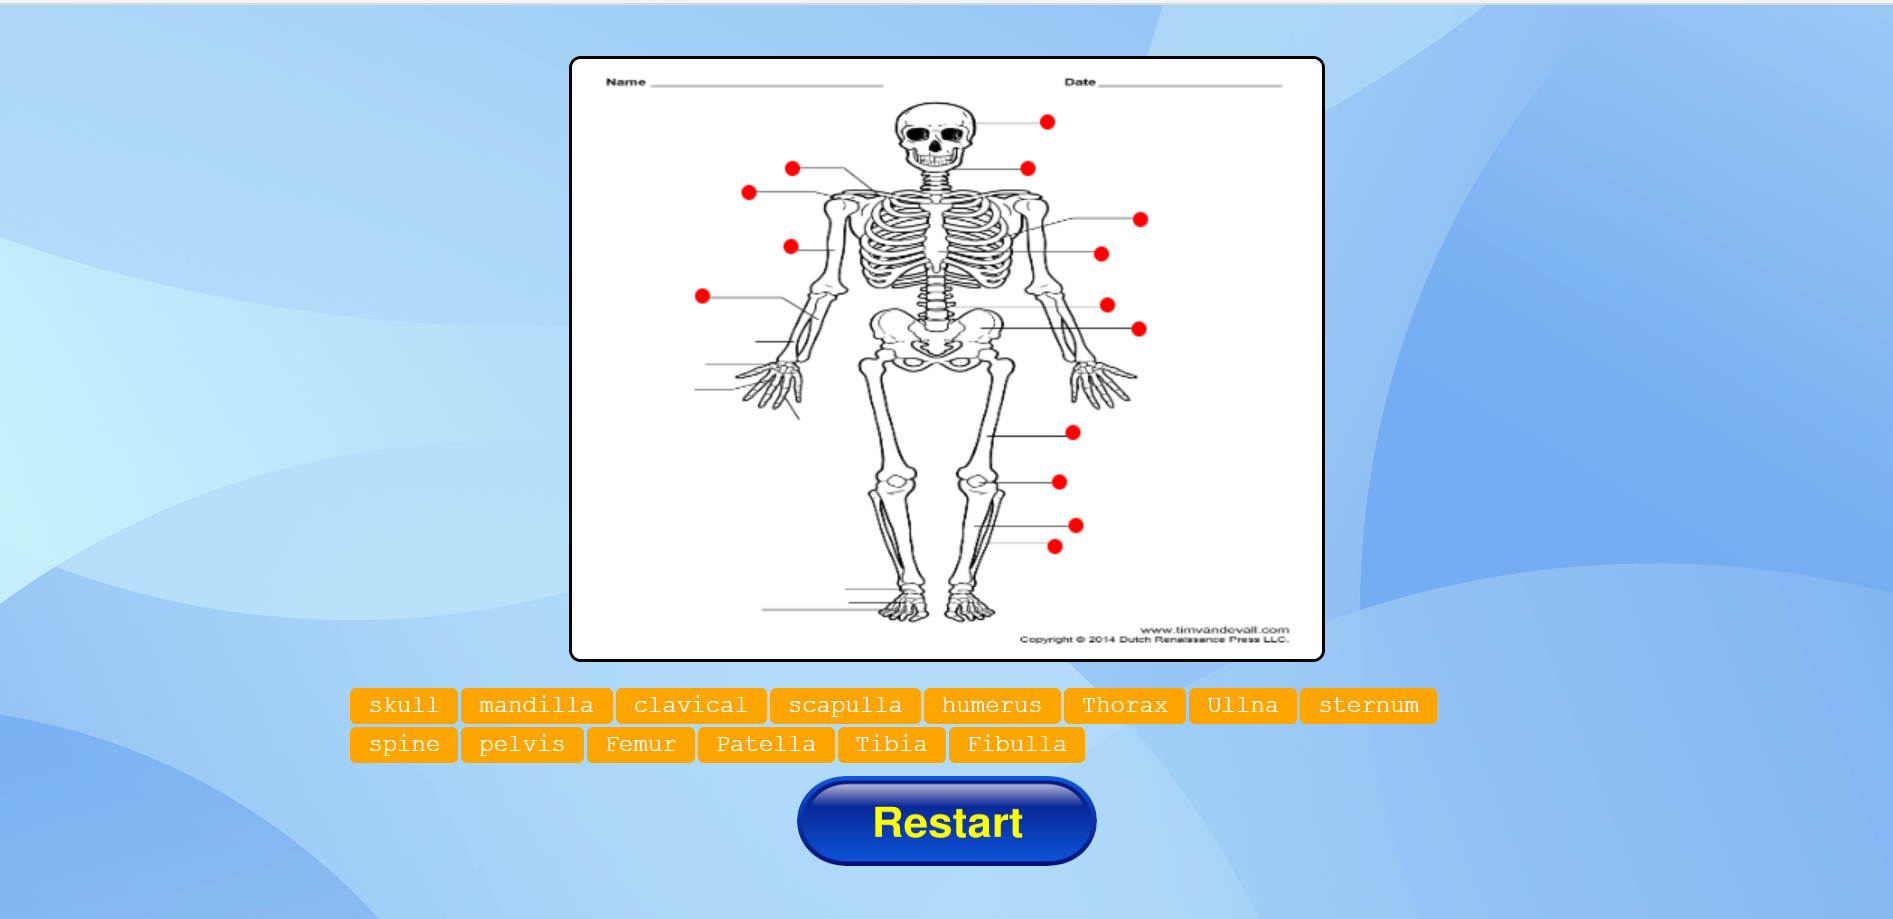 Name Date
www.timvandevall.com
Copyright © 2014 Dutch Renaissance Press LLC.
skull mandilla clavical scapulla humerus Thorax Ullna sternum
spine pelvis Femur Patella Tibia Fibulla
Restart